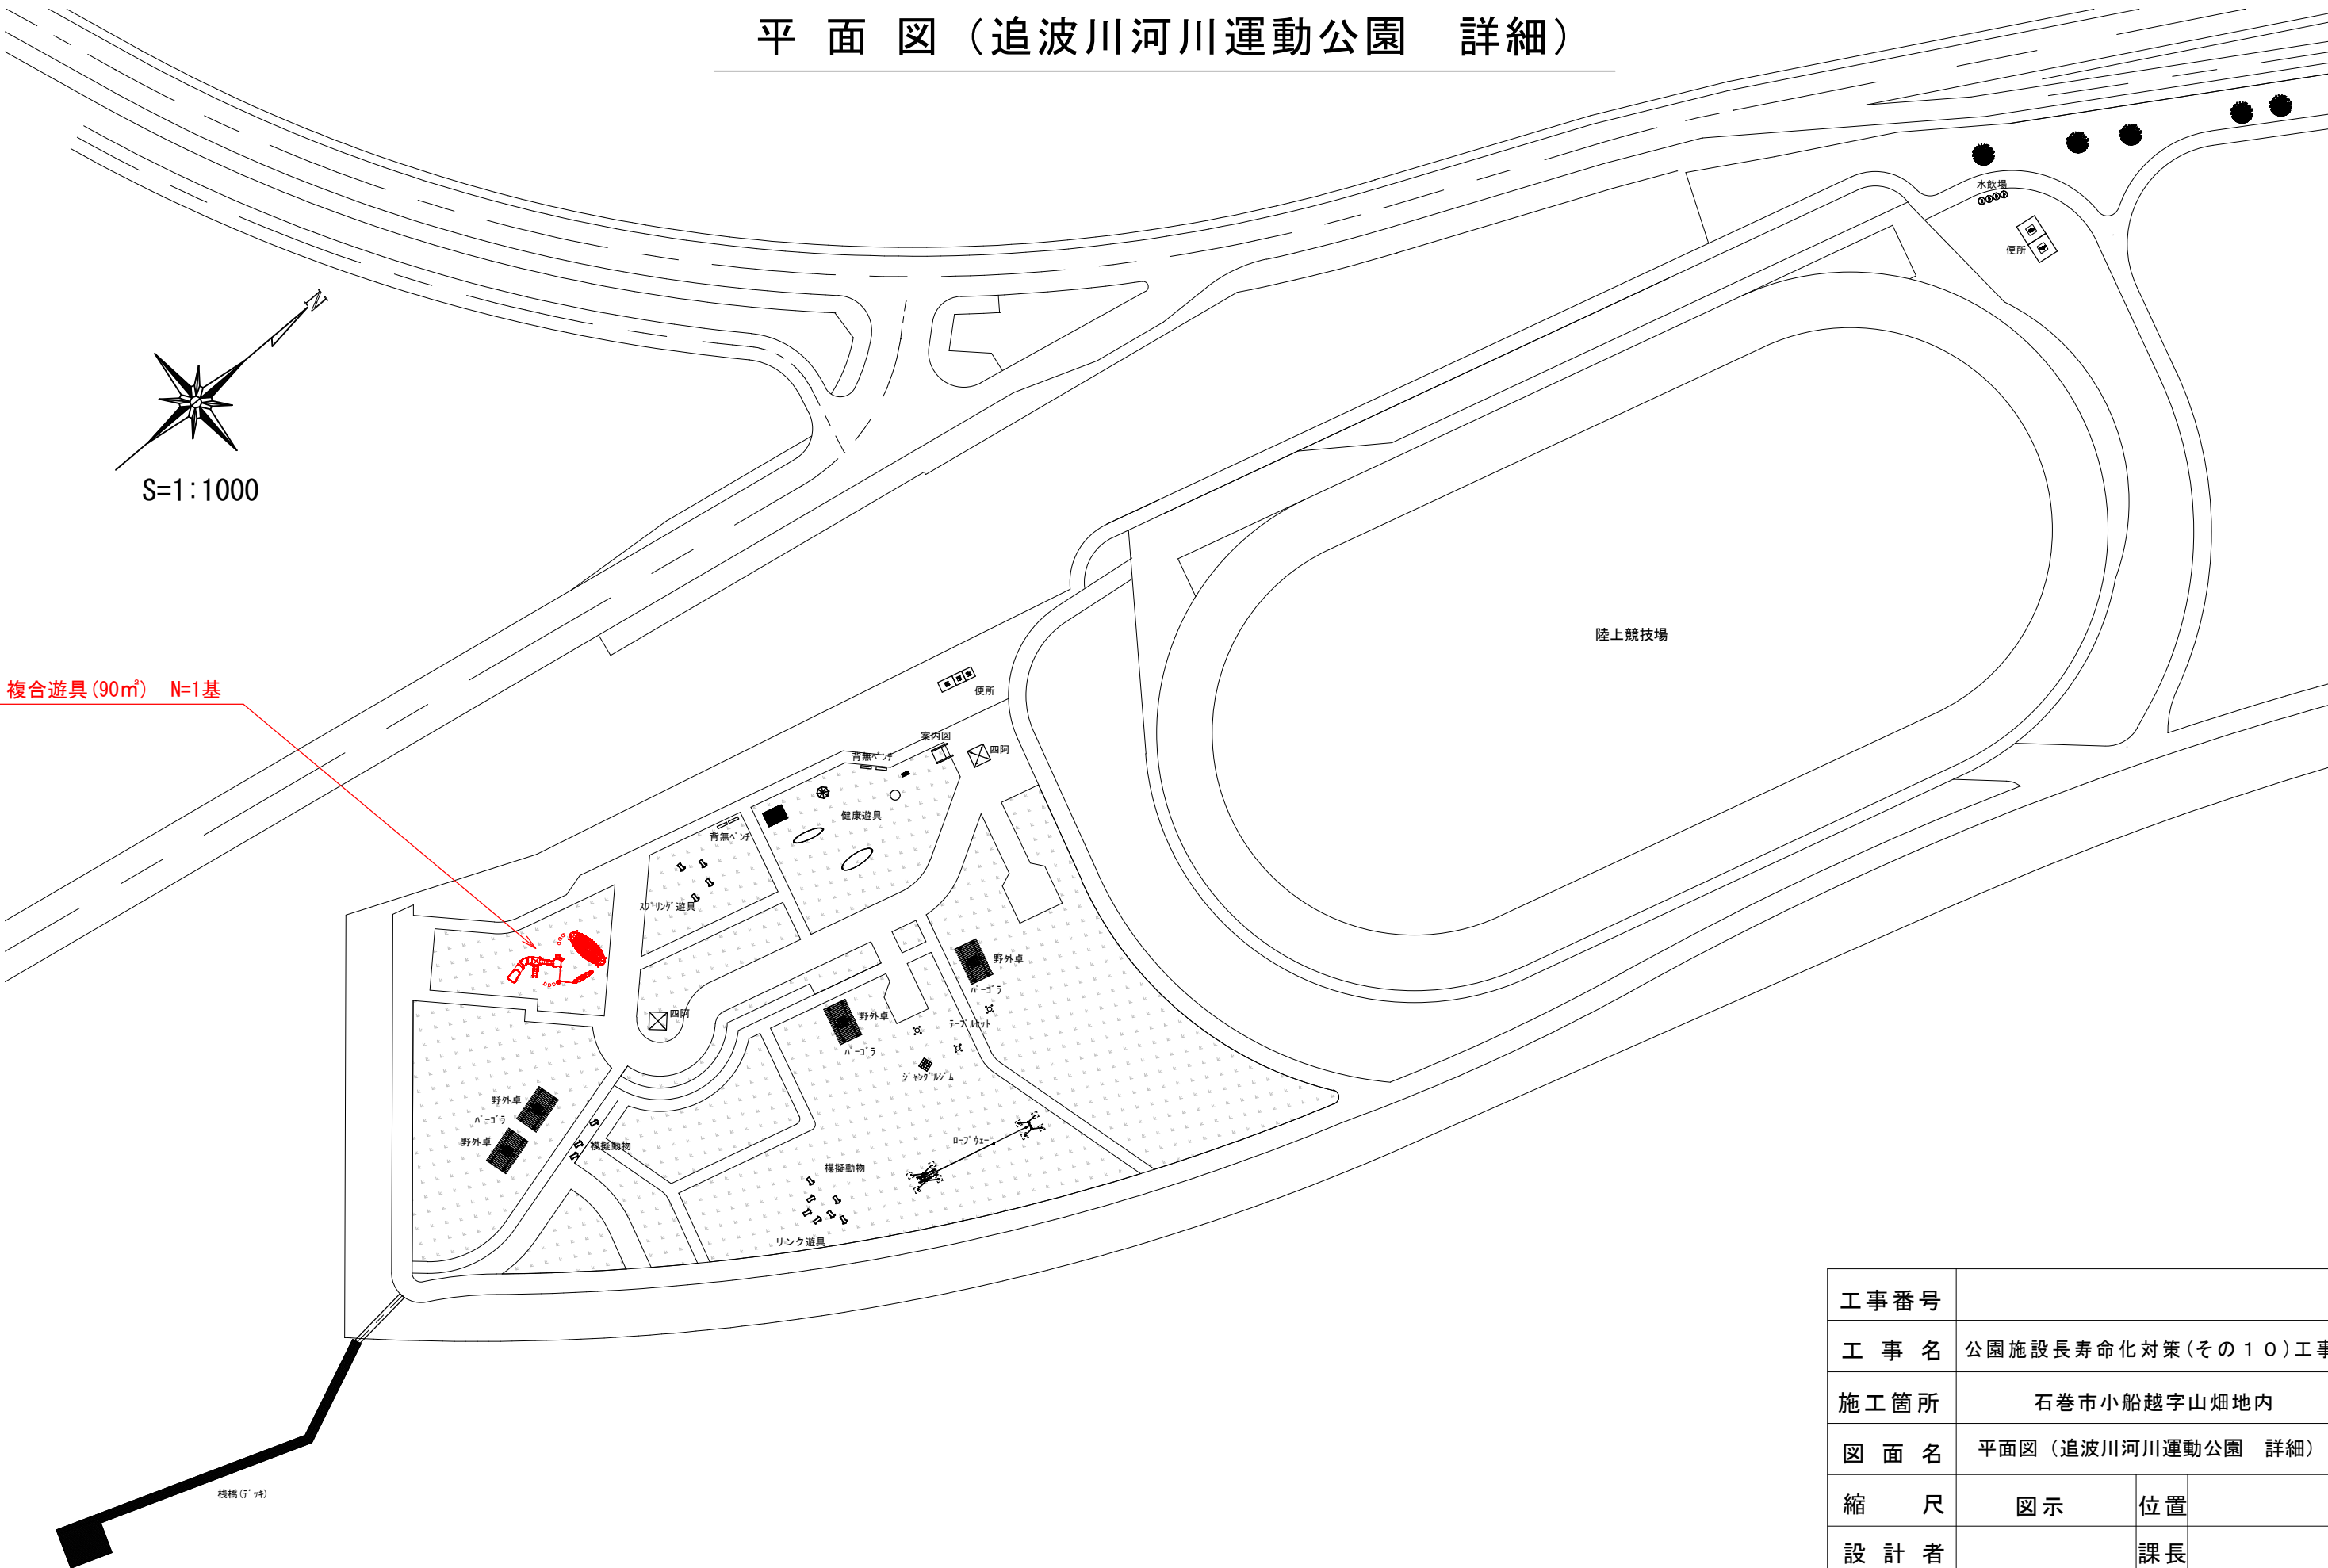 平 面 図（追波川河川運動公園　詳細）
N
S=1:1000
水飲場
便所
陸上競技場
複合遊具(90㎡)　N=1基
便所
案内図
四阿
背無ﾍﾞﾝﾁ
健康遊具
背無ﾍﾞﾝﾁ
ｽﾌﾟﾘﾝｸﾞ遊具
野外卓
ﾊﾟｰｺﾞﾗ
四阿
野外卓
ﾃｰﾌﾞﾙｾｯﾄ
ﾊﾟｰｺﾞﾗ
ｼﾞｬﾝｸﾞﾙｼﾞﾑ
野外卓
ﾊﾟｰｺﾞﾗ
野外卓
模擬動物
ﾛｰﾌﾟｳｪｰ
模擬動物
リンク遊具
桟橋(ﾃﾞｯｷ)
工事番号
工 事 名　公園施設長寿命化対策(その１０)工事
施工箇所　石巻市小船越字山畑地内
図 面 名　平面図（追波川河川運動公園　詳細）
縮　尺　図示　位置
設 計 者　課長